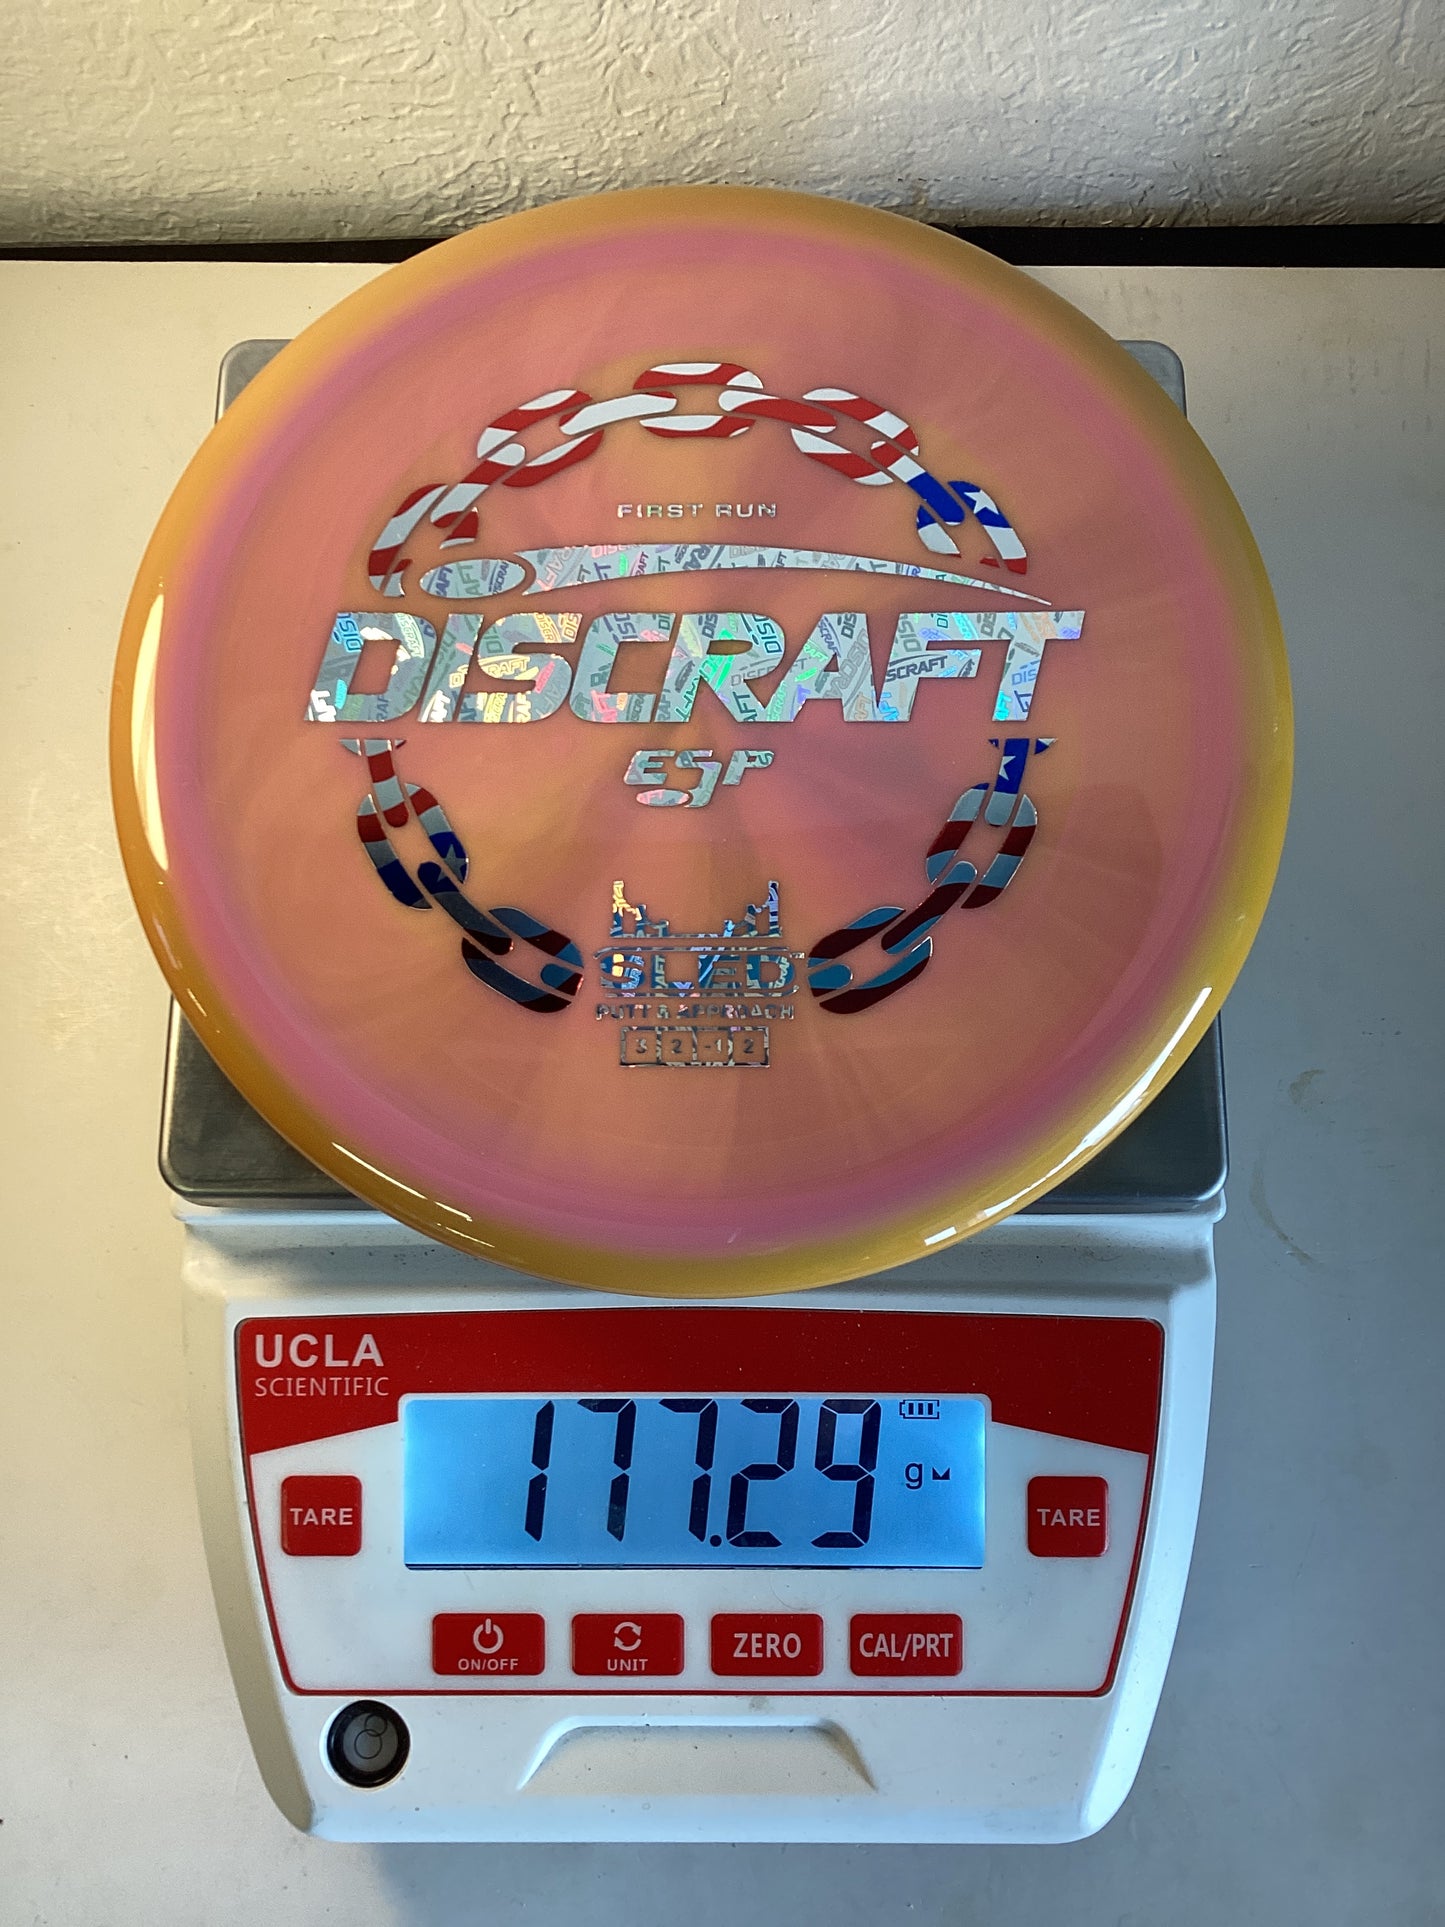 FIRST RUN
DISCRAFT
ESP
SLED
PUTT & APPROACH
3 2 -1 2
UCLA
SCIENTIFIC
177.29 g
TARE
TARE
ON/OFF
UNIT
ZERO
CAL/PRT